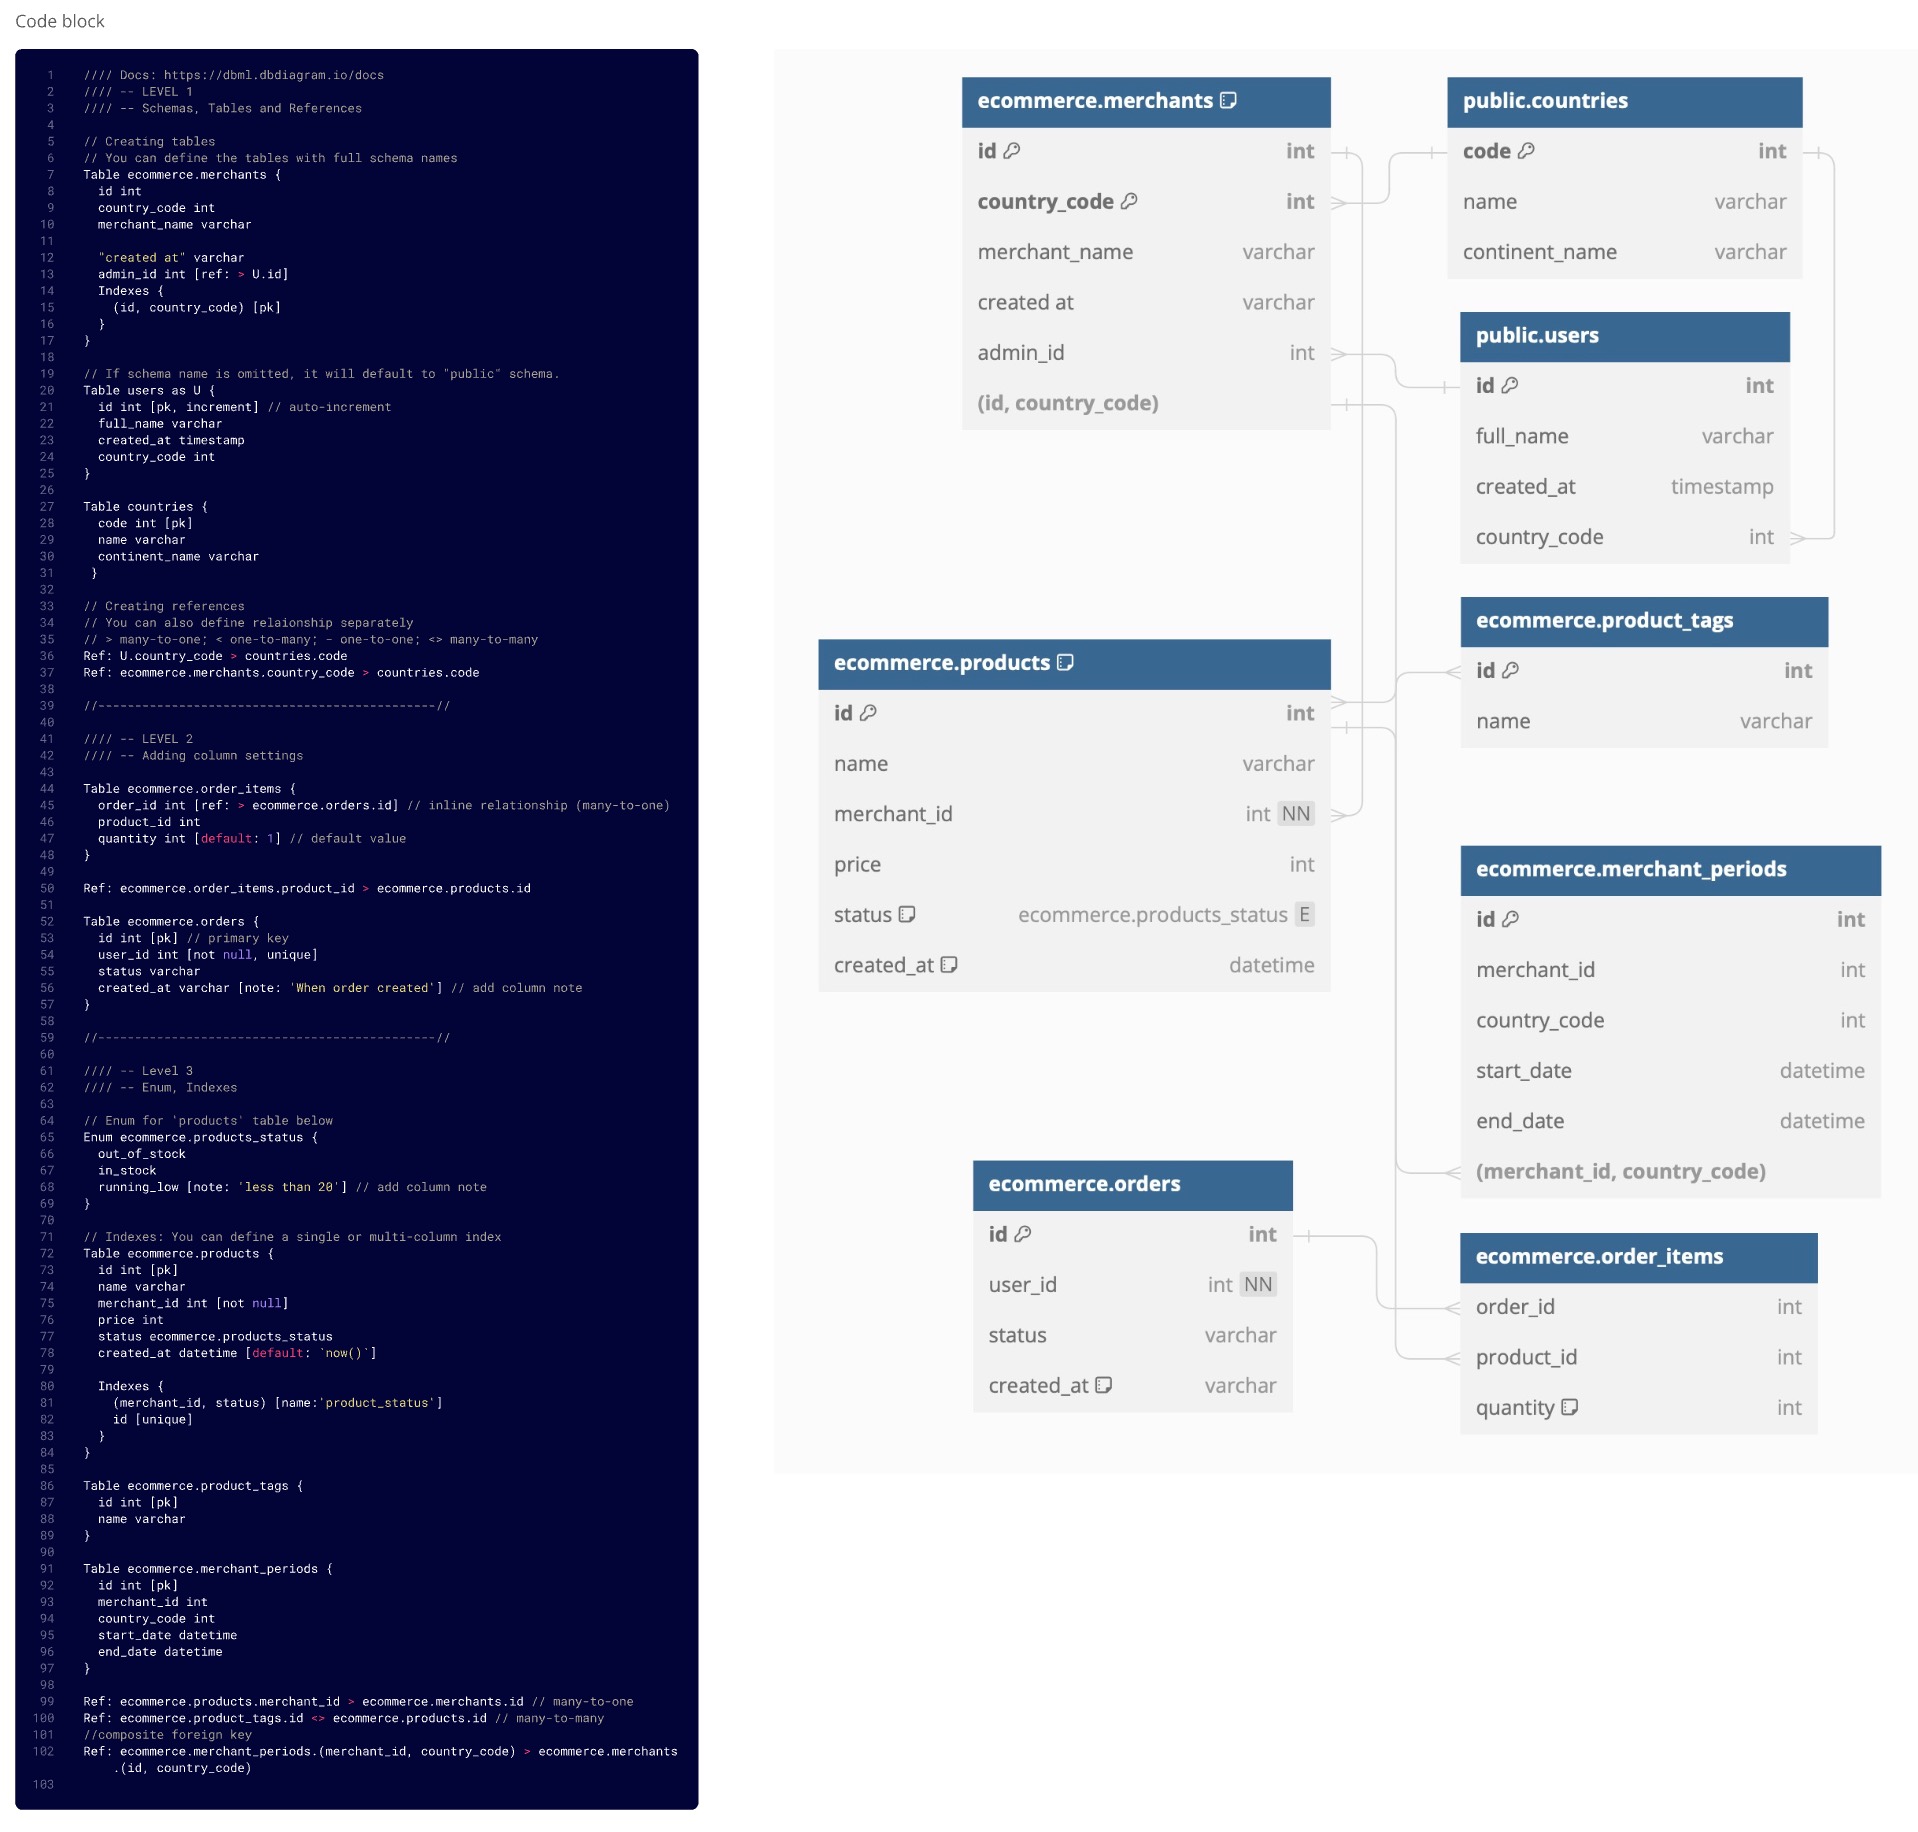 Code block
1 //// Docs: https://dbml.dbdiagram.io/docs
2 //// -- LEVEL 1
3 //// -- Schemas, Tables and References
4
5 // Creating tables
6 // You can define the tables with full schema names
7 Table ecommerce.merchants {
8 id int
9 country_code int
10 merchant_name varchar
11
12 "created at" varchar
13 admin_id int [ref: > U.id]
14 Indexes {
15 (id, country_code) [pk]
16 }
17 }
18
19 // If schema name is omitted, it will default to "public" schema.
20 Table users as U {
21 id int [pk, increment] // auto-increment
22 full_name varchar
23 created_at timestamp
24 country_code int
25 }
26
27 Table countries {
28 code int [pk]
29 name varchar
30 continent_name varchar
31 }
32
33 // Creating references
34 // You can also define relaionship separately
35 // > many-to-one; < one-to-many; - one-to-one; <> many-to-many
36 Ref: U.country_code > countries.code
37 Ref: ecommerce.merchants.country_code > countries.code
38
39 //----------------------------------------------//
40
41 //// -- LEVEL 2
42 //// -- Adding column settings
43
44 Table ecommerce.order_items {
45 order_id int [ref: > ecommerce.orders.id] // inline relationship (many-to-one)
46 product_id int
47 quantity int [default: 1] // default value
48 }
49
50 Ref: ecommerce.order_items.product_id > ecommerce.products.id
51
52 Table ecommerce.orders {
53 id int [pk] // primary key
54 user_id int [not null, unique]
55 status varchar
56 created_at varchar [note: 'When order created'] // add column note
57 }
58
59 //----------------------------------------------//
60
61 //// -- Level 3
62 //// -- Enum, Indexes
63
64 // Enum for 'products' table below
65 Enum ecommerce.products_status {
66 out_of_stock
67 in_stock
68 running_low [note: 'less than 20'] // add column note
69 }
70
71 // Indexes: You can define a single or multi-column index
72 Table ecommerce.products {
73 id int [pk]
74 name varchar
75 merchant_id int [not null]
76 price int
77 status ecommerce.products_status
78 created_at datetime [default: `now()`]
79
80 Indexes {
81 (merchant_id, status) [name:'product_status']
82 id [unique]
83 }
84 }
85
86 Table ecommerce.product_tags {
87 id int [pk]
88 name varchar
89 }
90
91 Table ecommerce.merchant_periods {
92 id int [pk]
93 merchant_id int
94 country_code int
95 start_date datetime
96 end_date datetime
97 }
98
99 Ref: ecommerce.products.merchant_id > ecommerce.merchants.id // many-to-one
100 Ref: ecommerce.product_tags.id <> ecommerce.products.id // many-to-many
101 //composite foreign key
102 Ref: ecommerce.merchant_periods.(merchant_id, country_code) > ecommerce.merchants
.(id, country_code)
103
ecommerce.merchants
id int
country_code int
merchant_name varchar
created at varchar
admin_id int
(id, country_code)
public.countries
code int
name varchar
continent_name varchar
public.users
id int
full_name varchar
created_at timestamp
country_code int
ecommerce.product_tags
id int
name varchar
ecommerce.products
id int
name varchar
merchant_id int NN
price int
status ecommerce.products_status E
created_at datetime
ecommerce.merchant_periods
id int
merchant_id int
country_code int
start_date datetime
end_date datetime
(merchant_id, country_code)
ecommerce.orders
id int
user_id int NN
status varchar
created_at varchar
ecommerce.order_items
order_id int
product_id int
quantity int